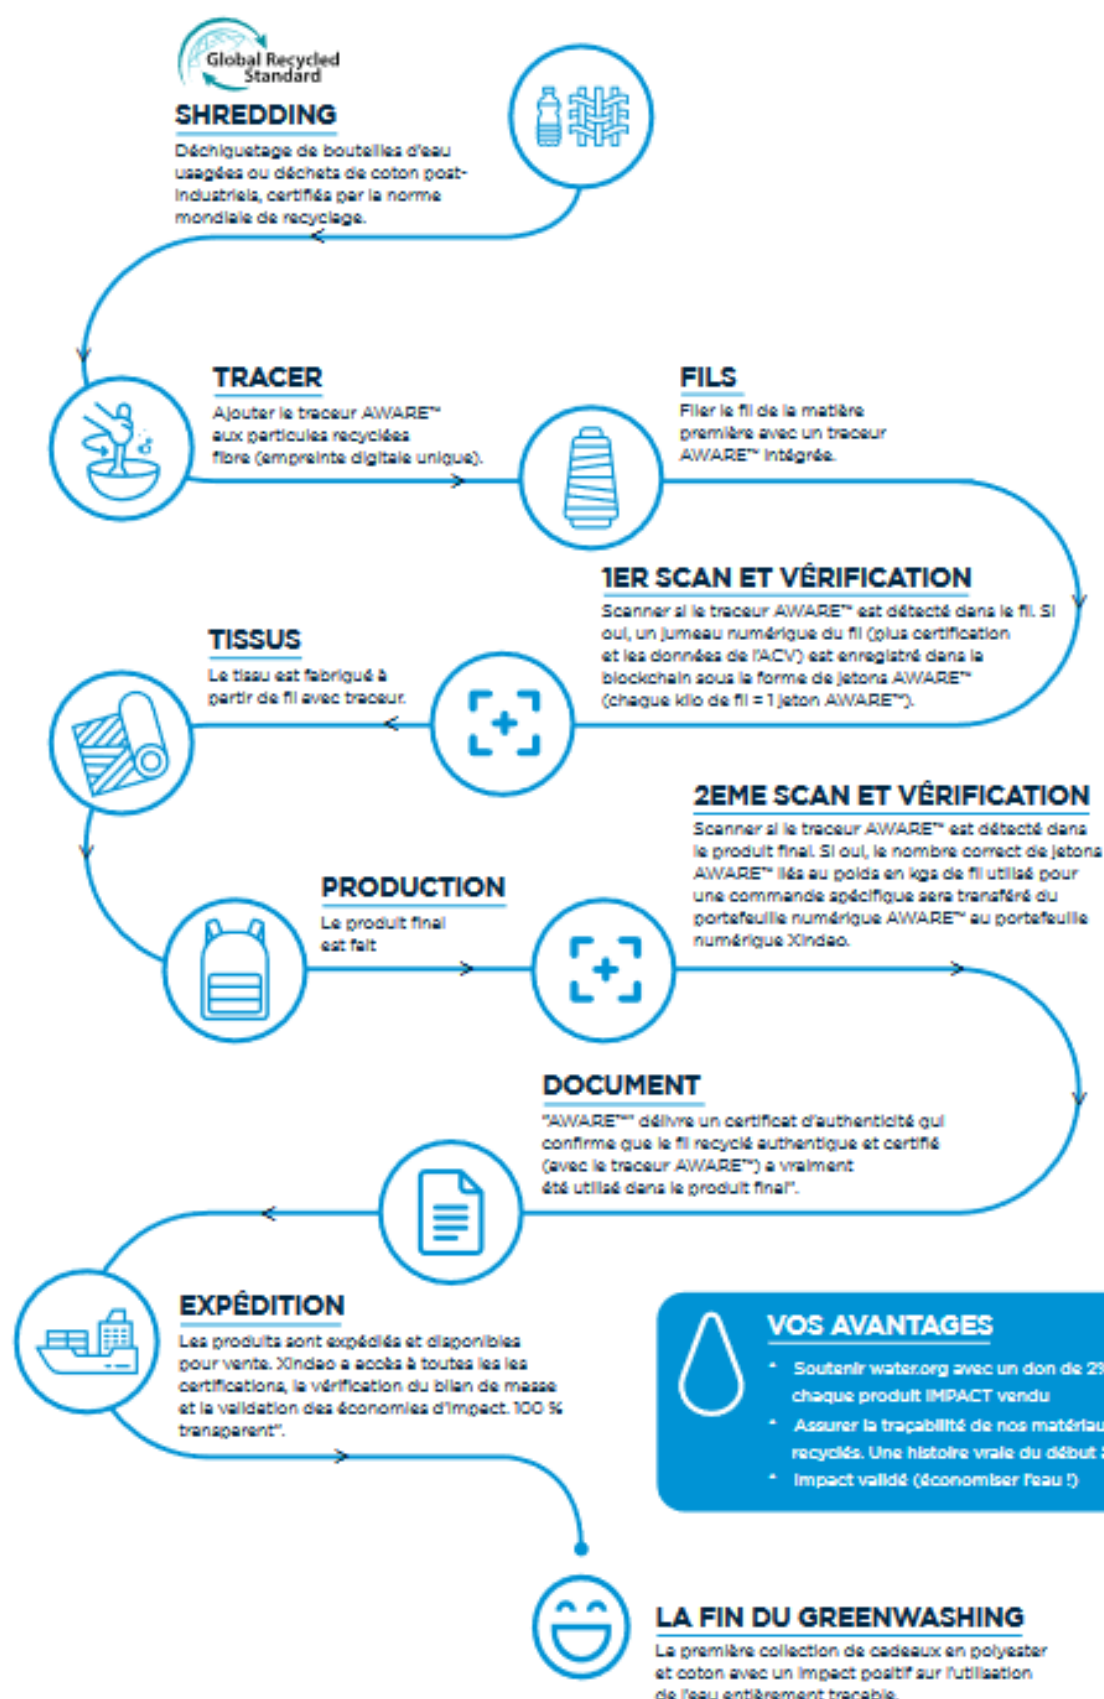 Global Recycled
Standard
SHREDDING
Déchiquetage de bouteilles d'eau
usagées ou déchets de coton post-
industriels, certifiés par la norme
mondiale de recyclage.
TRACER
Ajouter le traceur AWARE™
aux particules recyclées
fibre (empreinte digitale unique).
FILS
Filer le fil de la matière
première avec un traceur
AWARE™ intégrée.
1ER SCAN ET VÉRIFICATION
Scanner si le traceur AWARE™ est détecté dans le fil. Si
oui, un jumeau numérique du fil (plus certification
et les données de l'ACV) est enregistré dans la
blockchain sous la forme de jetons AWARE™
(chaque kilo de fil = 1 jeton AWARE™).
TISSUS
Le tissu est fabriqué à
partir de fil avec traceur.
2EME SCAN ET VÉRIFICATION
Scanner si le traceur AWARE™ est détecté dans
le produit final. Si oui, le nombre correct de jetons
AWARE™ liés au poids en kgs de fil utilisé pour
une commande spécifique sera transféré du
portefeuille numérique AWARE™ au portefeuille
numérique Xindao.
PRODUCTION
Le produit final
est fait
DOCUMENT
"AWARE™" délivre un certificat d'authenticité qui
confirme que le fil recyclé authentique et certifié
(avec le traceur AWARE™) a vraiment
été utilisé dans le produit final".
EXPÉDITION
Les produits sont expédiés et disponibles
pour vente. Xindao a accès à toutes les les
certifications, la vérification du bilan de masse
et la validation des économies d'impact. 100 %
transparent".
VOS AVANTAGES
* Soutenir water.org avec un don de 2%
chaque produit IMPACT vendu
* Assurer la traçabilité de nos matériau
recyclés. Une histoire vraie du début
* Impact validé (économiser l'eau !)
LA FIN DU GREENWASHING
La première collection de cadeaux en polyester
et coton avec un impact positif sur l'utilisation
de l'eau entièrement traçable.